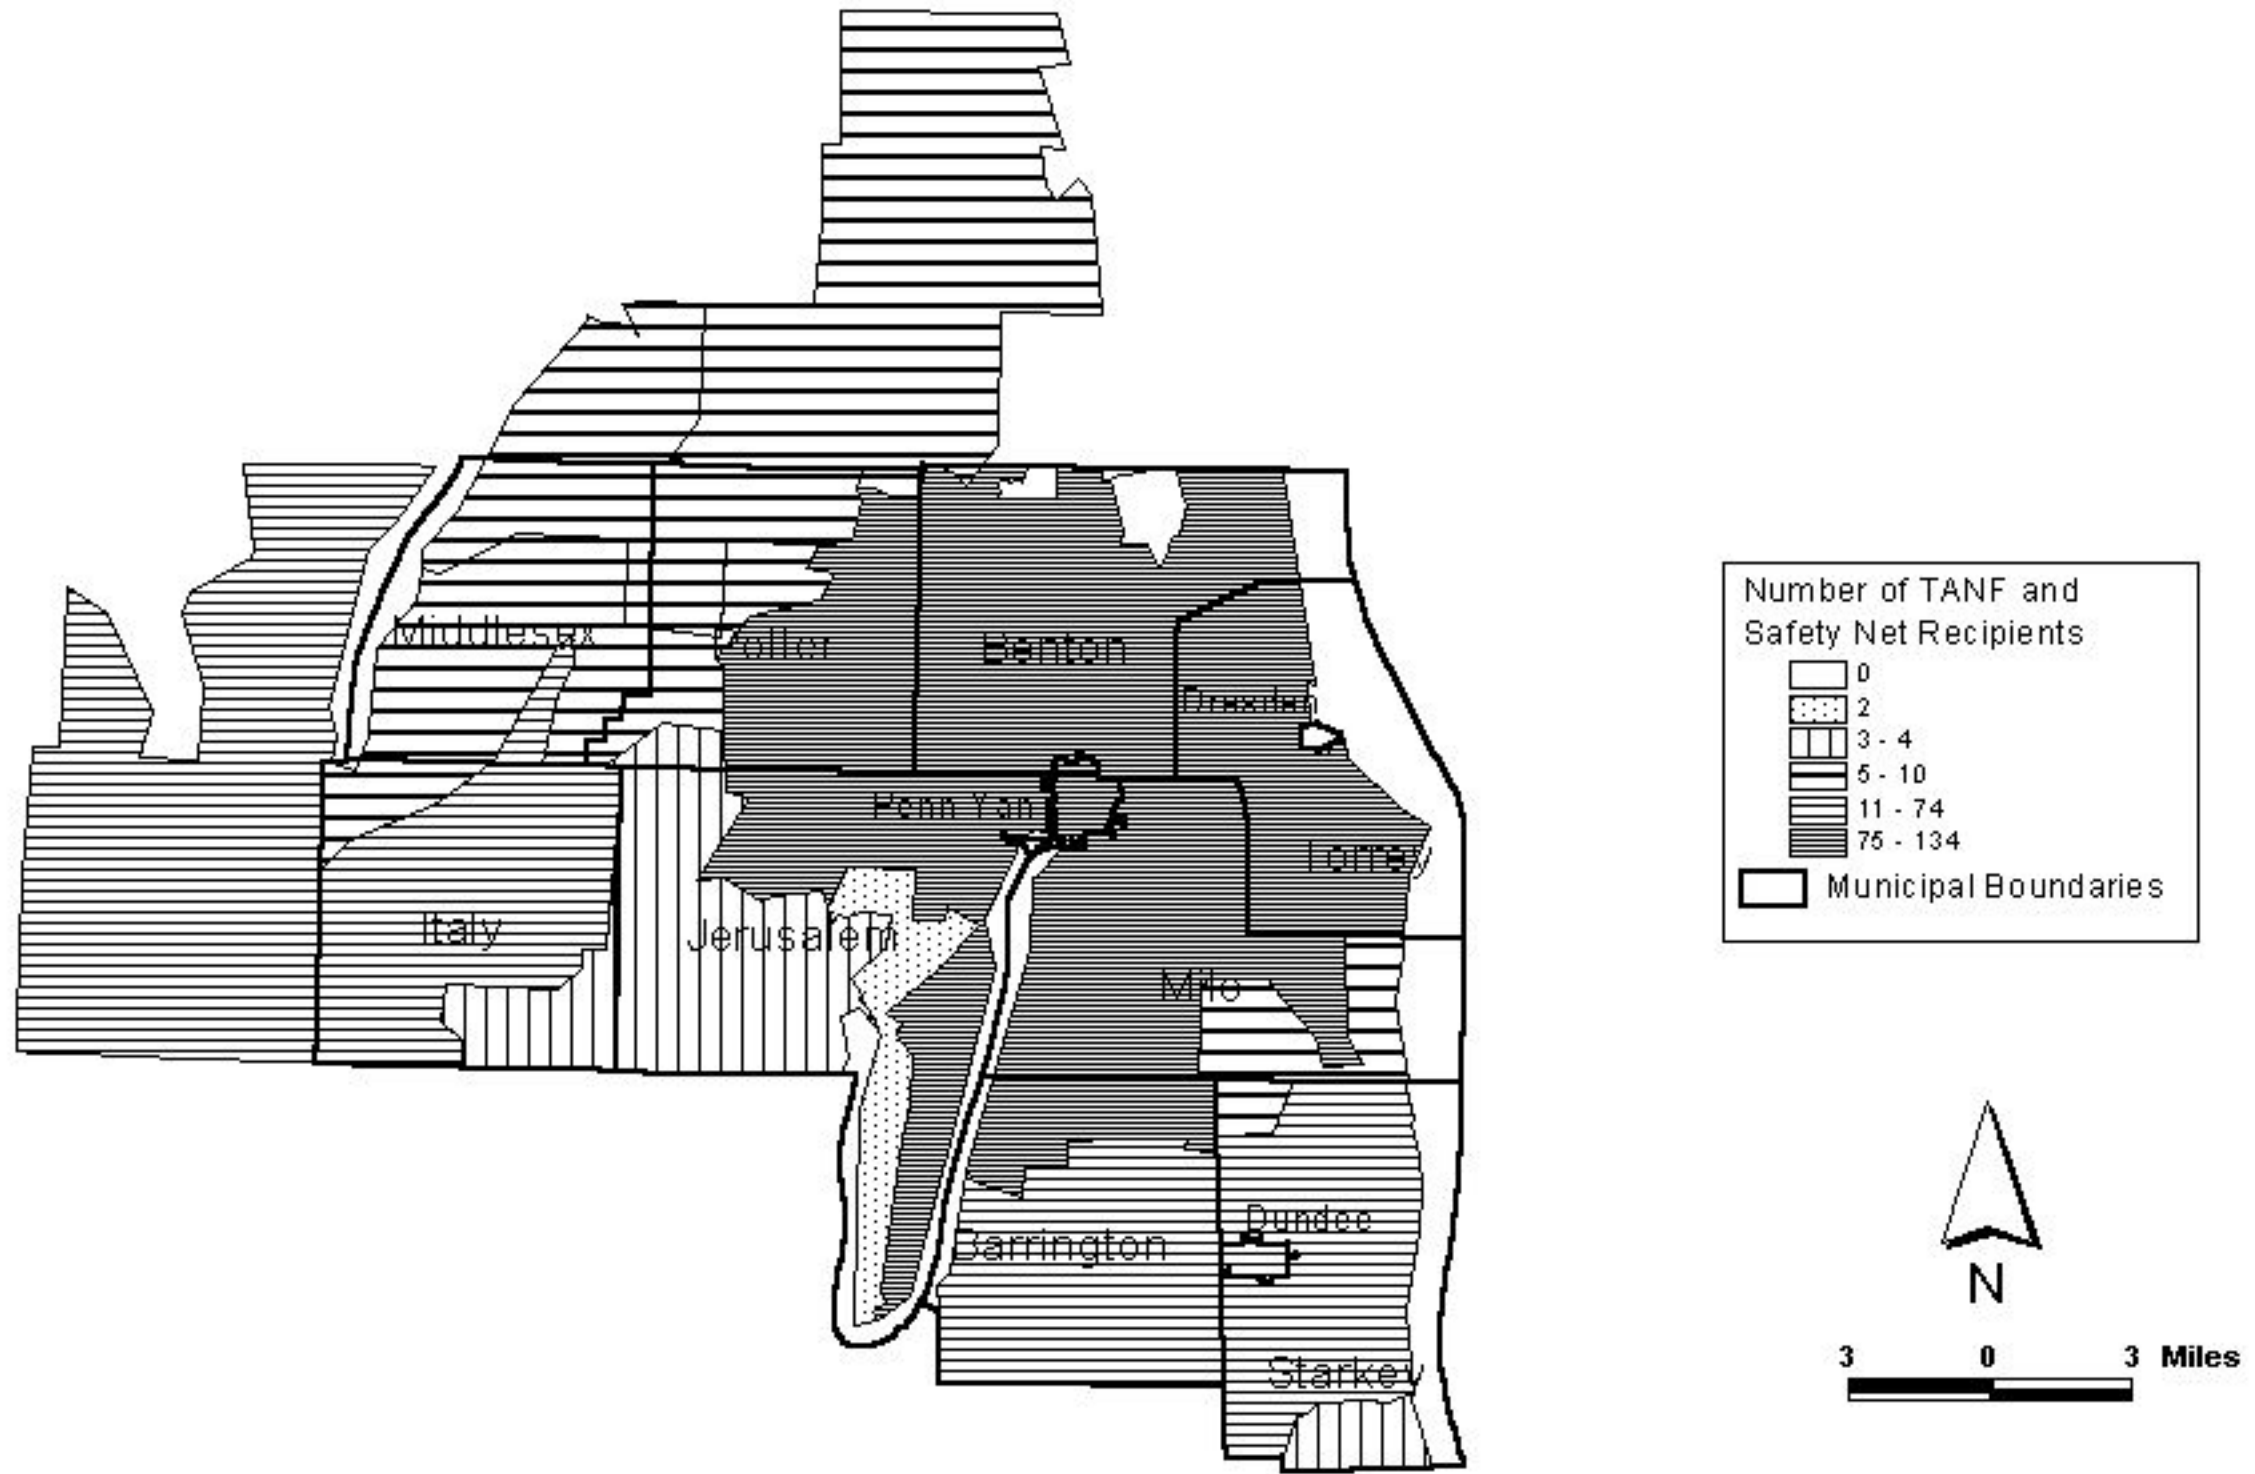 Middlesex
Potter
Benton
Dresden
Penn Yan
Torrey
Italy
Jerusalem
Milo
Dundee
Barrington
Starkey
Number of TANF and
Safety Net Recipients
0
2
3 - 4
5 - 10
11 - 74
75 - 134
Municipal Boundaries
N
3 0 3 Miles